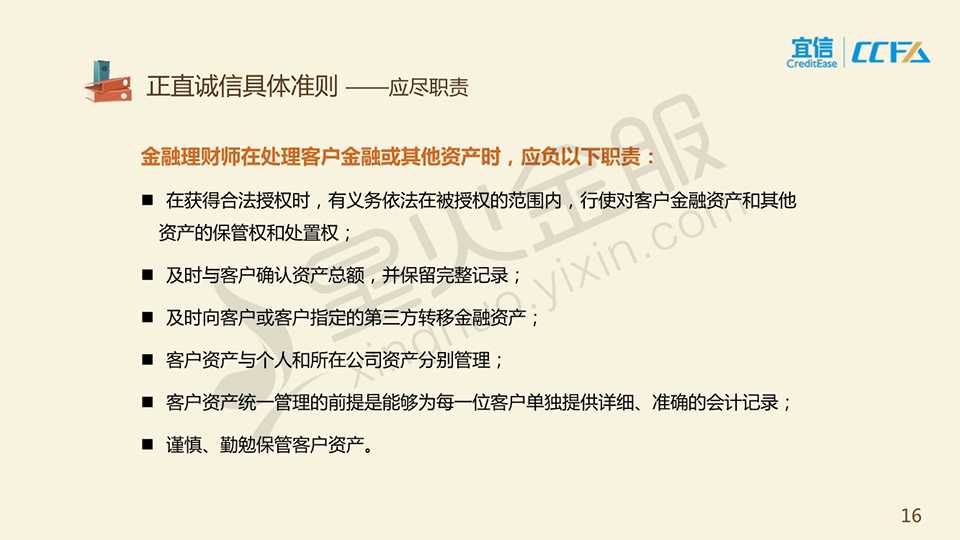 宜信
CreditEase
CCFA
正直诚信具体准则 ——应尽职责
金融理财师在处理客户金融或其他资产时，应负以下职责：
■ 在获得合法授权时，有义务依法在被授权的范围内，行使对客户金融资产和其他
资产的保管权和处置权；
■ 及时与客户确认资产总额，并保留完整记录；
■ 及时向客户或客户指定的第三方转移金融资产；
■ 客户资产与个人和所在公司资产分别管理；
■ 客户资产统一管理的前提是能够为每一位客户单独提供详细、准确的会计记录；
■ 谨慎、勤勉保管客户资产。
星火金服
xinghuo.yixin.com
16